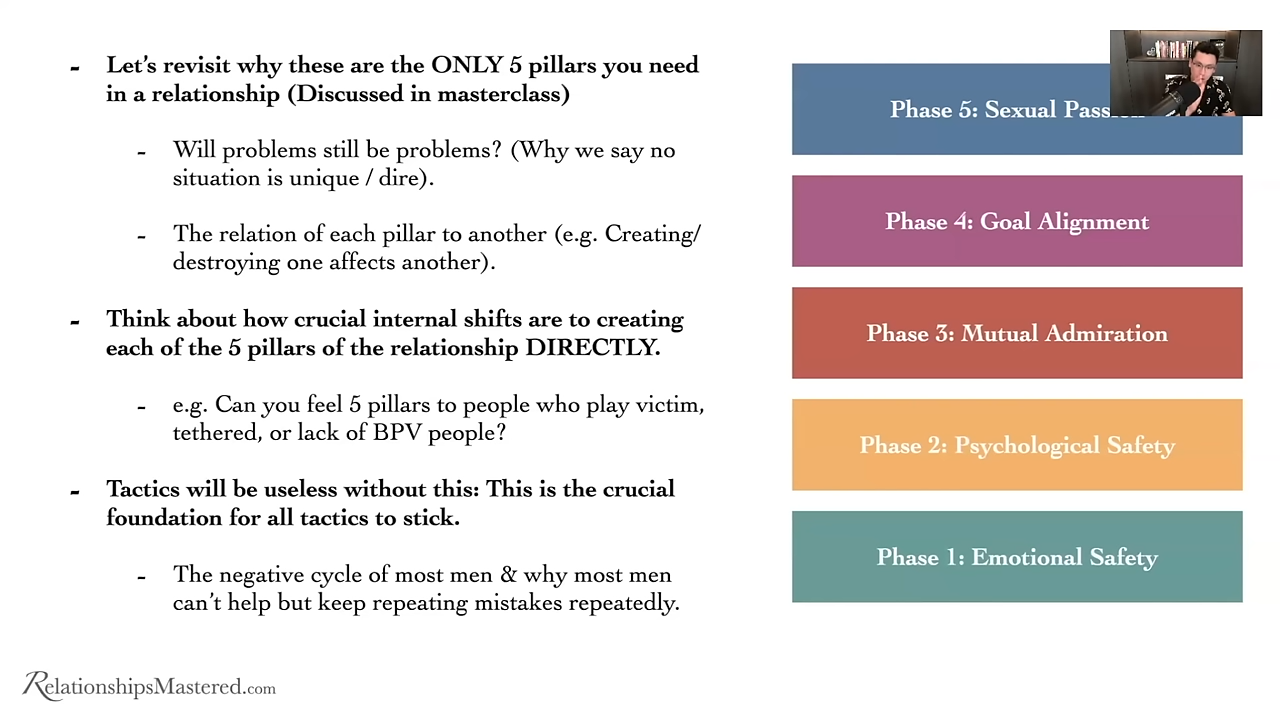 - Let's revisit why these are the ONLY 5 pillars you need
in a relationship (Discussed in masterclass)
- Will problems still be problems? (Why we say no
situation is unique / dire).
- The relation of each pillar to another (e.g. Creating/
destroying one affects another).
- Think about how crucial internal shifts are to creating
each of the 5 pillars of the relationship DIRECTLY.
- e.g. Can you feel 5 pillars to people who play victim,
tethered, or lack of BPV people?
- Tactics will be useless without this: This is the crucial
foundation for all tactics to stick.
- The negative cycle of most men & why most men
can't help but keep repeating mistakes repeatedly.
Phase 5: Sexual
Phase 4: Goal Alignment
Phase 3: Mutual Admiration
Phase 2: Psychological Safety
Phase 1: Emotional Safety
RelationshipsMastered.com